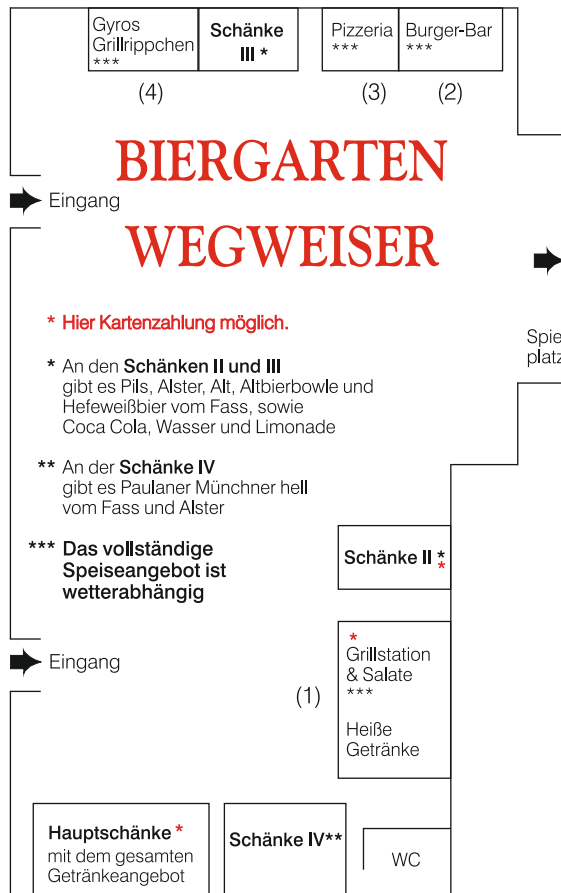 Gyros
Grillrippchen
***
Schänke
III *
Pizzeria
***
Burger-Bar
***
(4)
(3)
(2)
BIERGARTEN
Eingang
WEGWEISER
* Hier Kartenzahlung möglich.
Spie
platz
* An den Schänken II und III
gibt es Pils, Alster, Alt, Altbierbowle und
Hefeweißbier vom Fass, sowie
Coca Cola, Wasser und Limonade
** An der Schänke IV
gibt es Paulaner Münchner hell
vom Fass und Alster
*** Das vollständige
Speiseangebot ist
wetterabhängig
Schänke II *
*
Eingang
*
Grillstation
& Salate
***
Heiße
Getränke
(1)
Hauptschänke *
mit dem gesamten
Getränkeangebot
Schänke IV**
WC